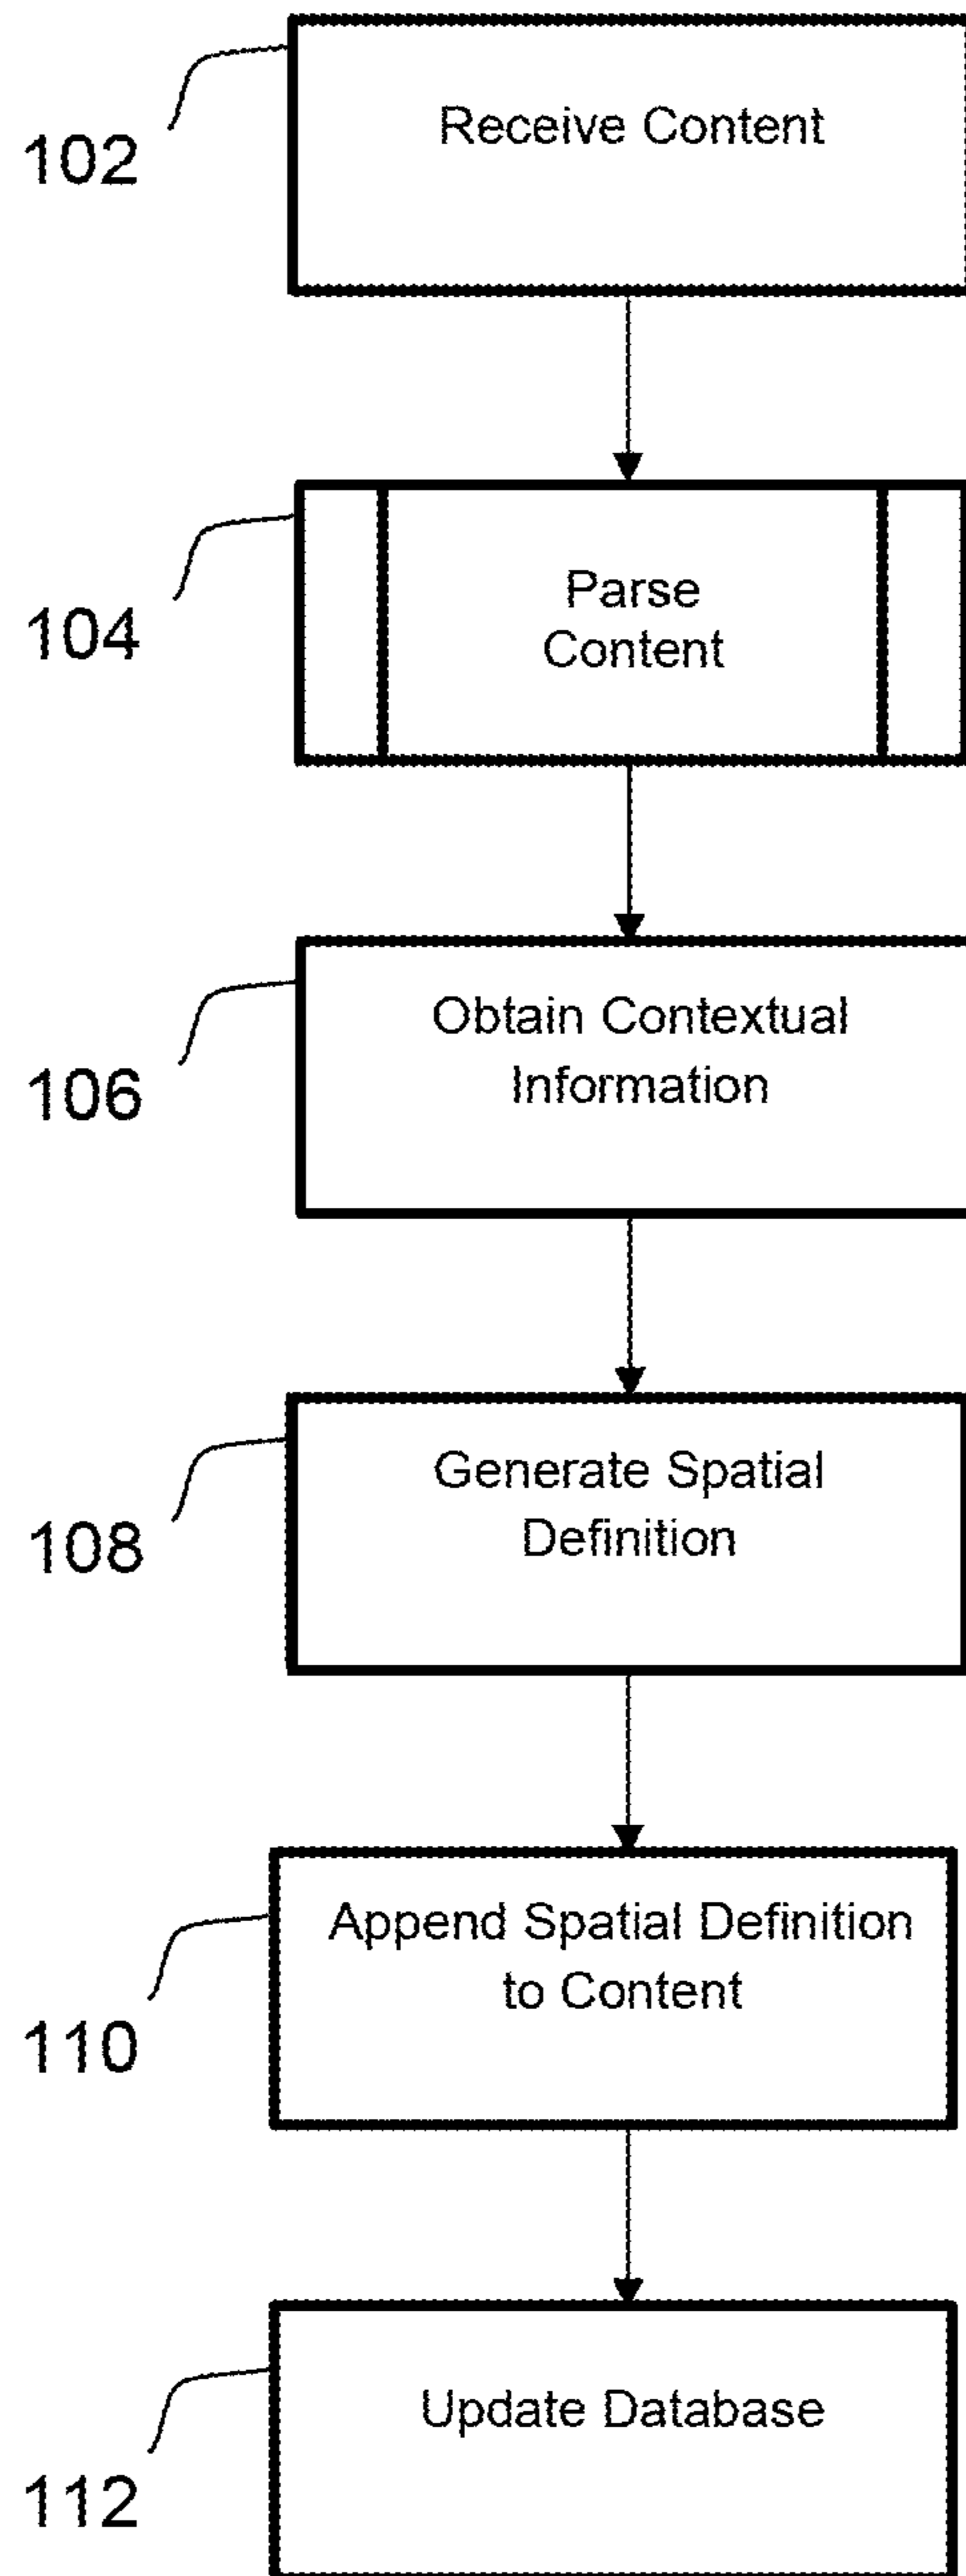 102
Receive Content
104
Parse
Content
106
Obtain Contextual
Information
108
Generate Spatial
Definition
110
Append Spatial Definition
to Content
112
Update Database